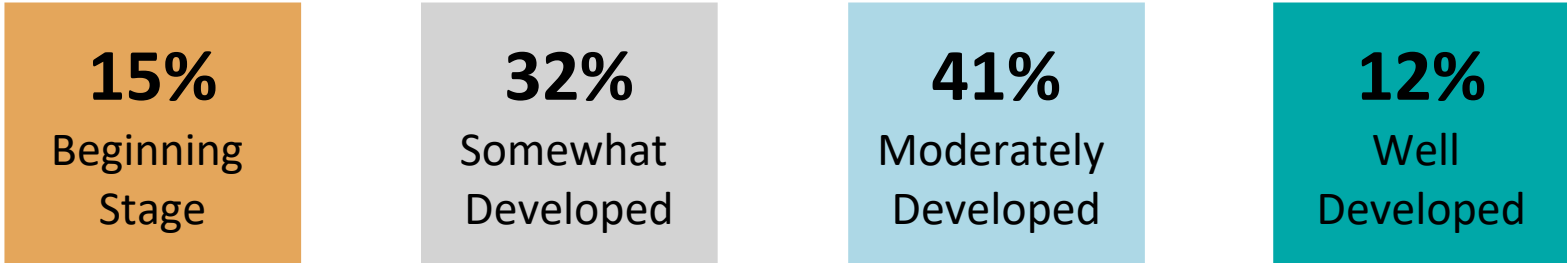 15%
Beginning
Stage
32%
Somewhat
Developed
41%
Moderately
Developed
12%
Well
Developed